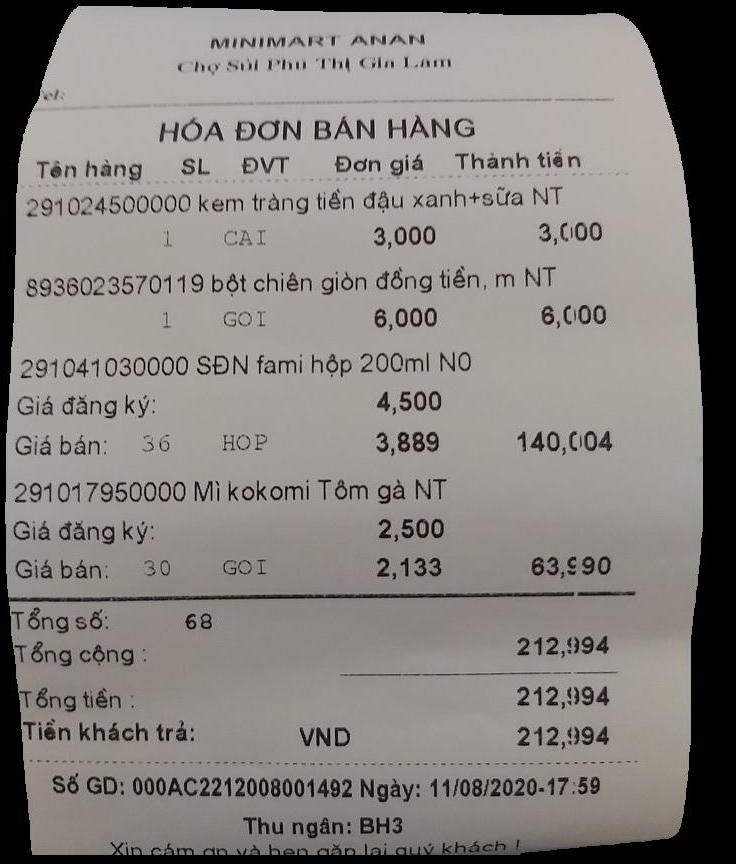 MINIMART ANAN
Chợ Sủi Phú Thị Gia Lâm
Tel:
HÓA ĐƠN BÁN HÀNG
Tên hàng SL ĐVT Đơn giá Thành tiền
291024500000 kem tràng tiền đậu xanh+sữa NT
1 CAI 3,000 3,000
8936023570119 bột chiên giòn đồng tiền, m NT
1 GOI 6,000 6,000
291041030000 SĐN fami hộp 200ml N0
Giá đăng ký: 4,500
Giá bán: 36 HOP 3,889 140,004
291017950000 Mì kokomi Tôm gà NT
Giá đăng ký: 2,500
Giá bán: 30 GOI 2,133 63,990
Tổng số: 68
Tổng cộng : 212,994
Tổng tiền : 212,994
Tiền khách trả: VND 212,994
Số GD: 000AC2212008001492 Ngày: 11/08/2020-17:59
Thu ngân: BH3
Xin cám ơn và hẹn gặp lại quý khách !